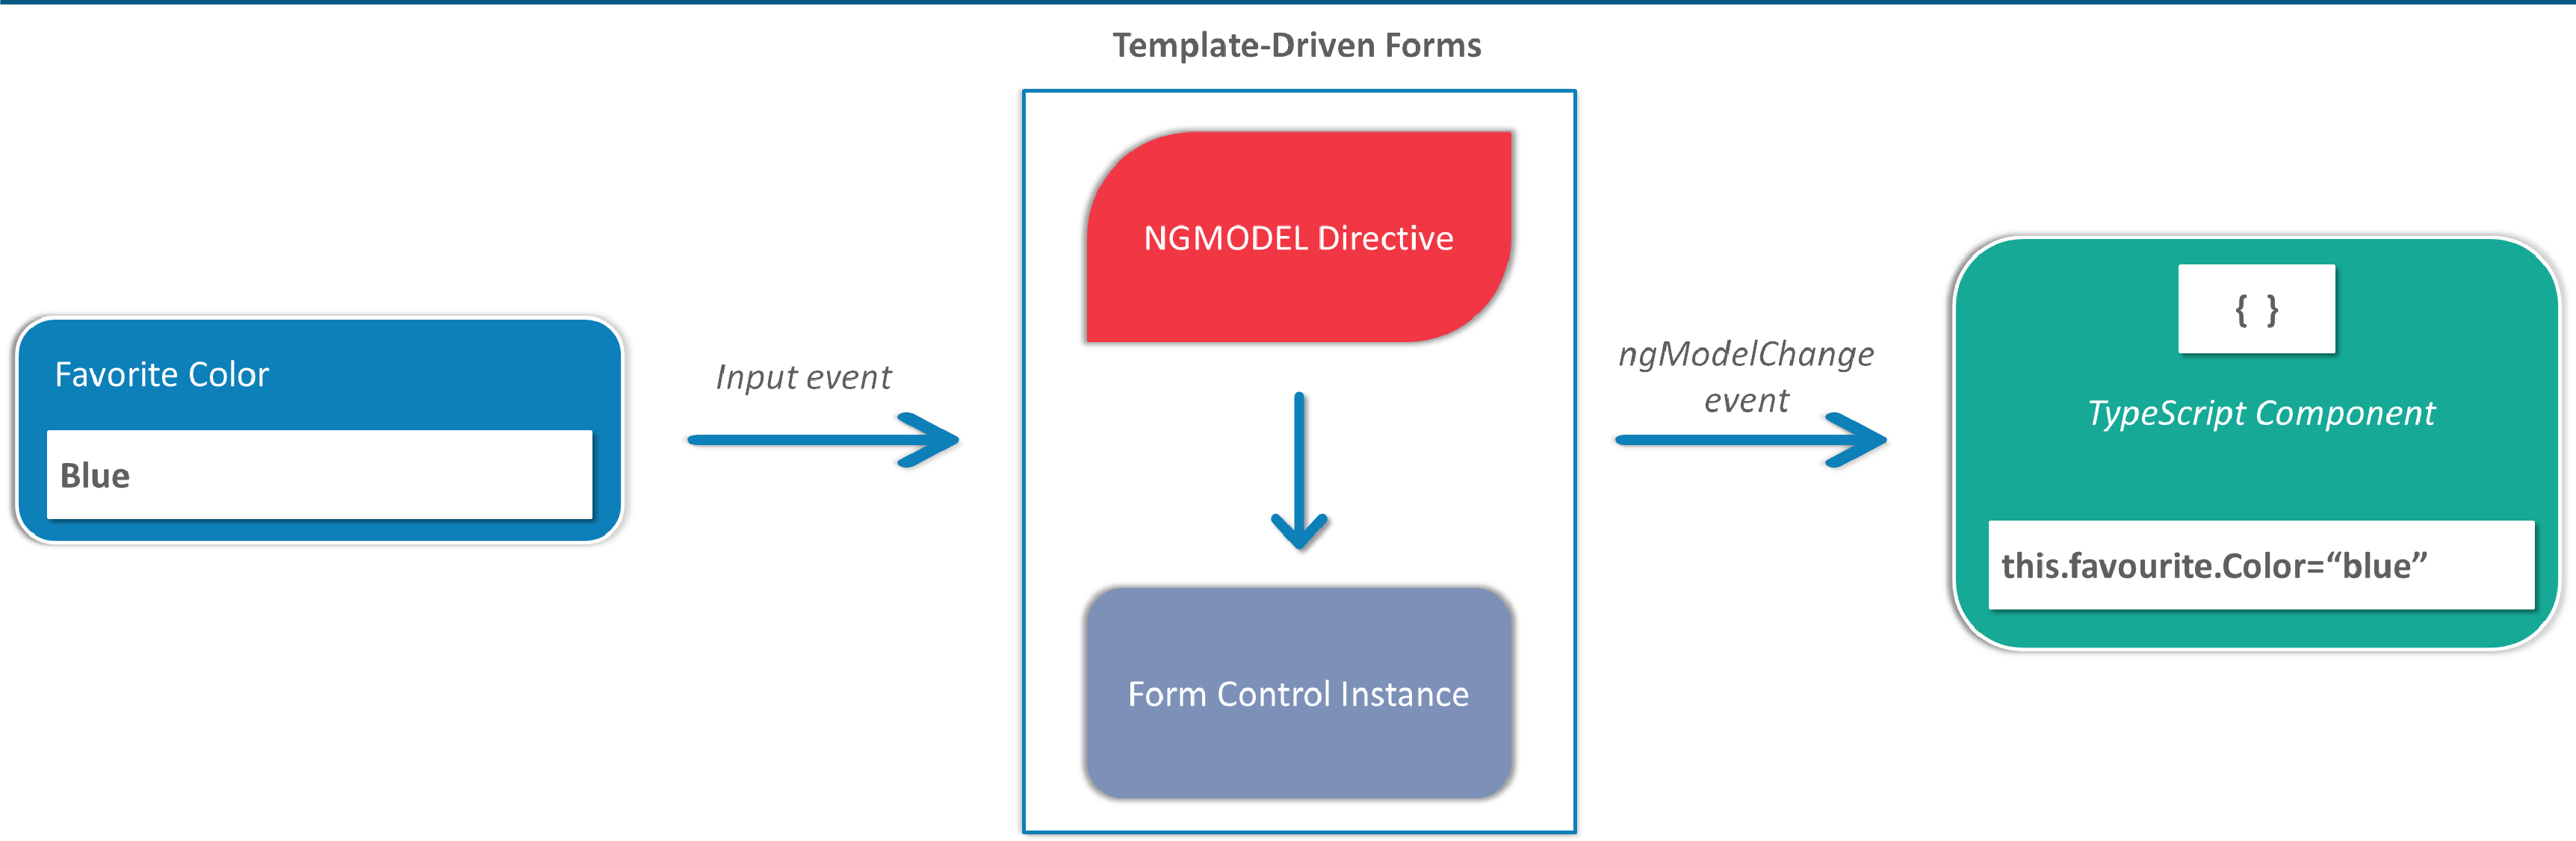 Template-Driven Forms
Favorite Color
Blue
Input event
NGMODEL Directive
Form Control Instance
ngModelChange
event
{ }
TypeScript Component
this.favourite.Color=“blue”